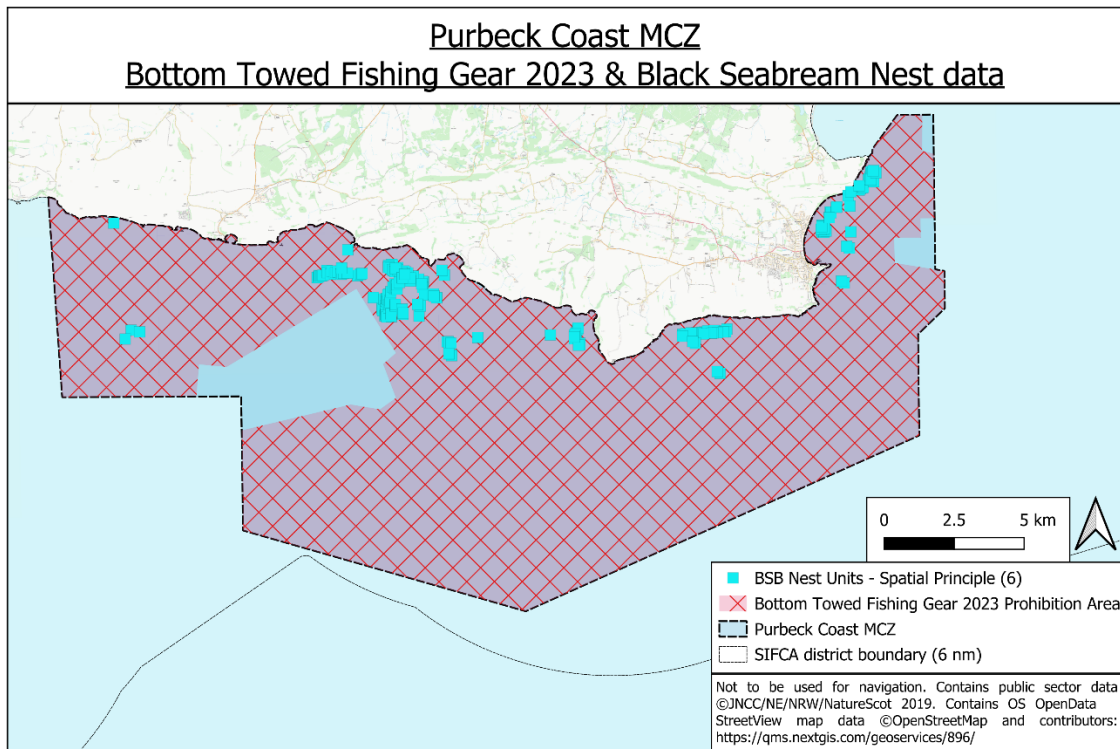 Purbeck Coast MCZ
Bottom Towed Fishing Gear 2023 & Black Seabream Nest data
0 2.5 5 km
BSB Nest Units - Spatial Principle (6)
Bottom Towed Fishing Gear 2023 Prohibition Area
Purbeck Coast MCZ
SIFCA district boundary (6 nm)
Not to be used for navigation. Contains public sector data
©JNCC/NE/NRW/NatureScot 2019. Contains OS OpenData
StreetView map data ©OpenStreetMap and contributors:
https://qms.nextgis.com/geoservices/896/